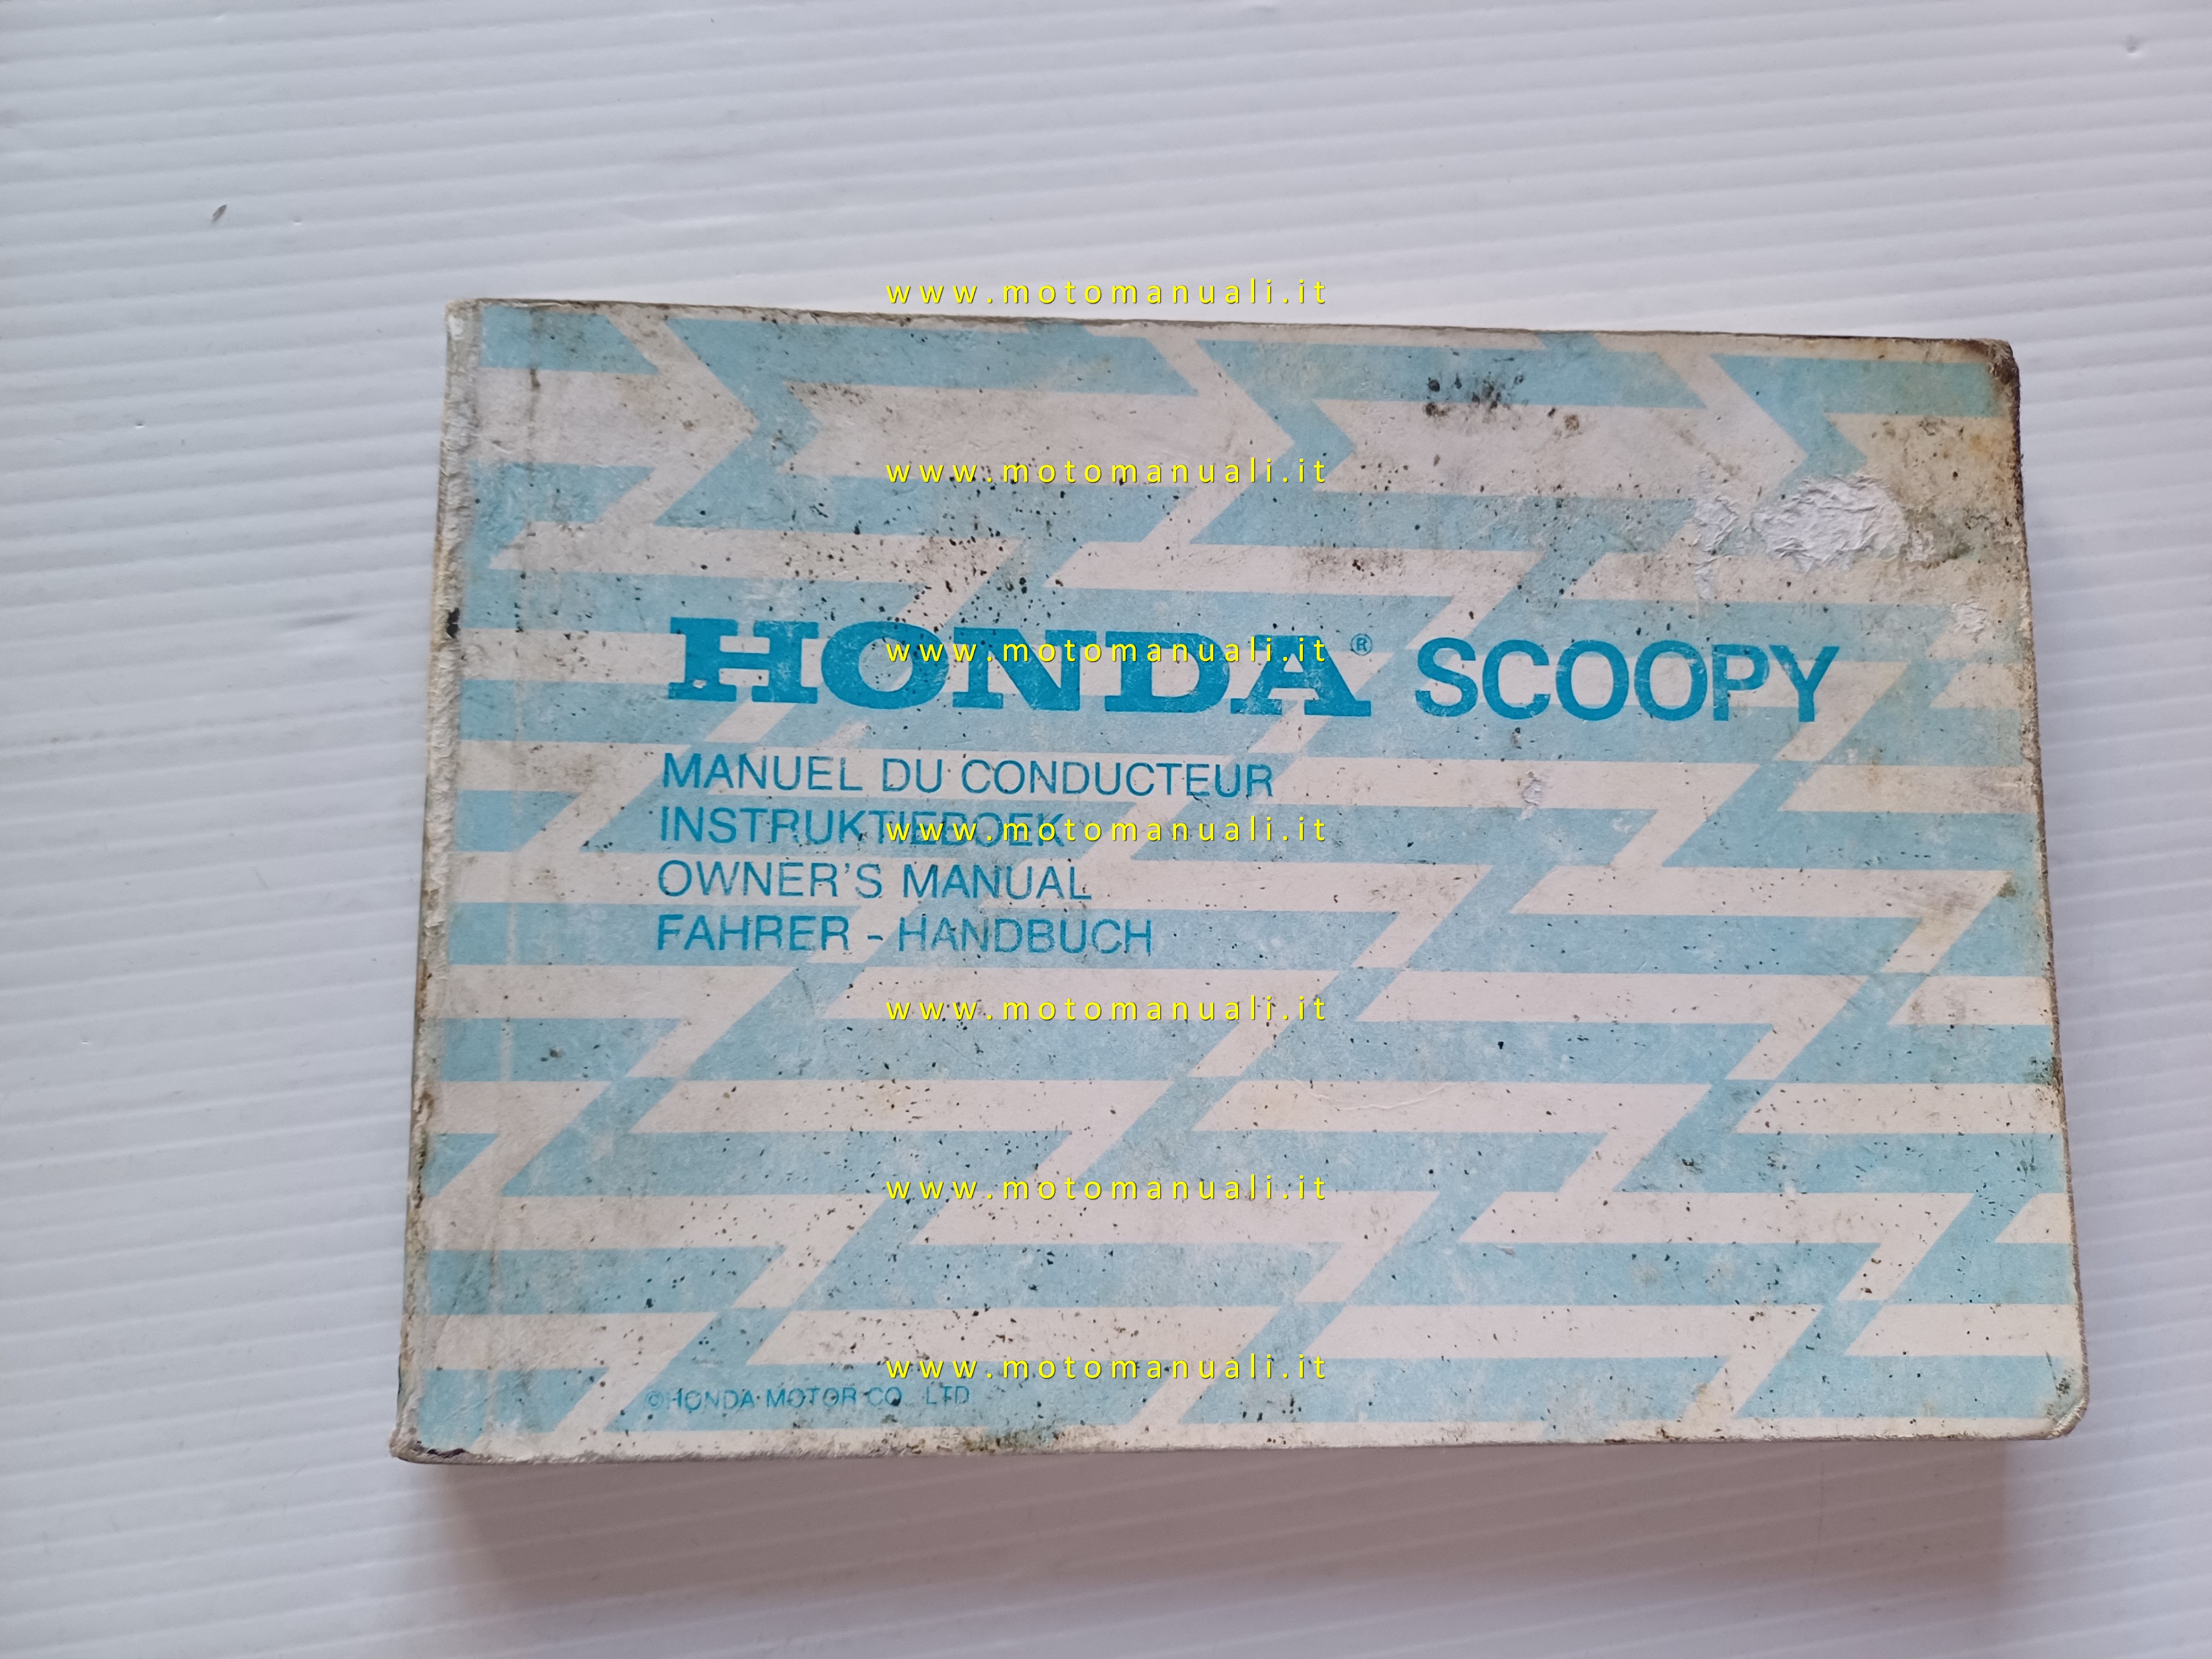 www.motomanuali.it
www.motomanuali.it
HONDA® SCOOPY
www.motomanuali.it
MANUEL DU CONDUCTEUR
INSTRUKTIEBOEK
www.motomanuali.it
OWNER'S MANUAL
FAHRER - HANDBUCH
www.motomanuali.it
www.motomanuali.it
www.motomanuali.it
©HONDA MOTOR CO. LTD